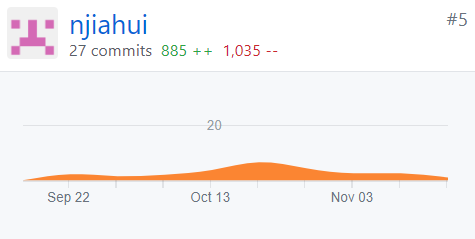 njiahui #5
27 commits 885 ++ 1,035 --
20
Sep 22 Oct 13 Nov 03